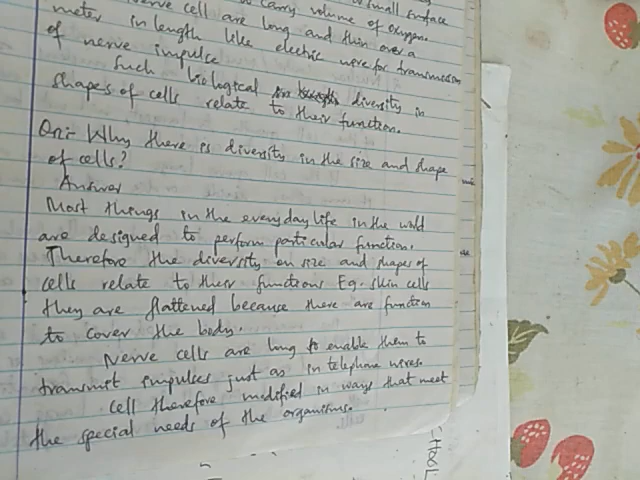 to carry volume of oxygen.
nerve cell are long and thin over a
meter in length like electric wire for transmission
of nerve impulse
Such biological diversity in
shapes of cells relate to their function.
Qn:- Why there is diversity in the size and shape
of cells?
Answer
Most things in the everyday life in the world
are designed to perform particular function.
Therefore the diversity on size and shapes of
cells relate to their functions Eg. skin cells
they are flattened because there are function
to cover the body.
Nerve cells are long to enable them to
transmit impulses just as in telephone wires.
cell therefore modified in ways that meet
the special needs of the organisms.